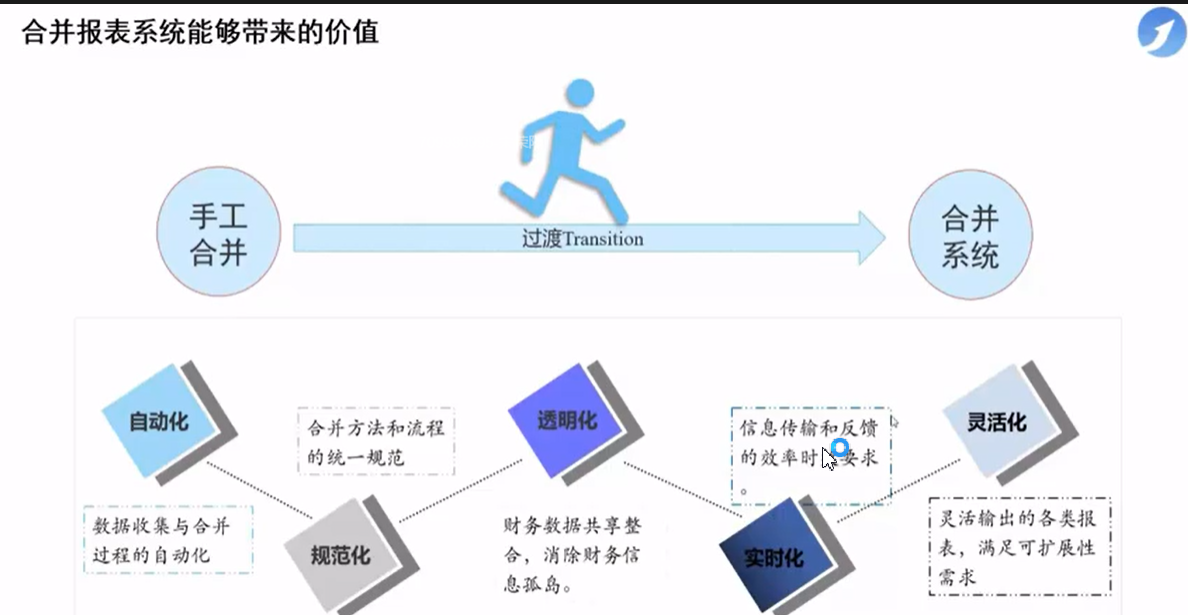 合并报表系统能够带来的价值
手工
合并
过渡Transition
合并
系统
自动化
数据收集与合并
过程的自动化
合并方法和流程
的统一规范
规范化
透明化
财务数据共享整
合，消除财务信
息孤岛。
信息传输和反馈
的效率时 要求
。
实时化
灵活化
灵活输出的各类报
表，满足可扩展性
需求